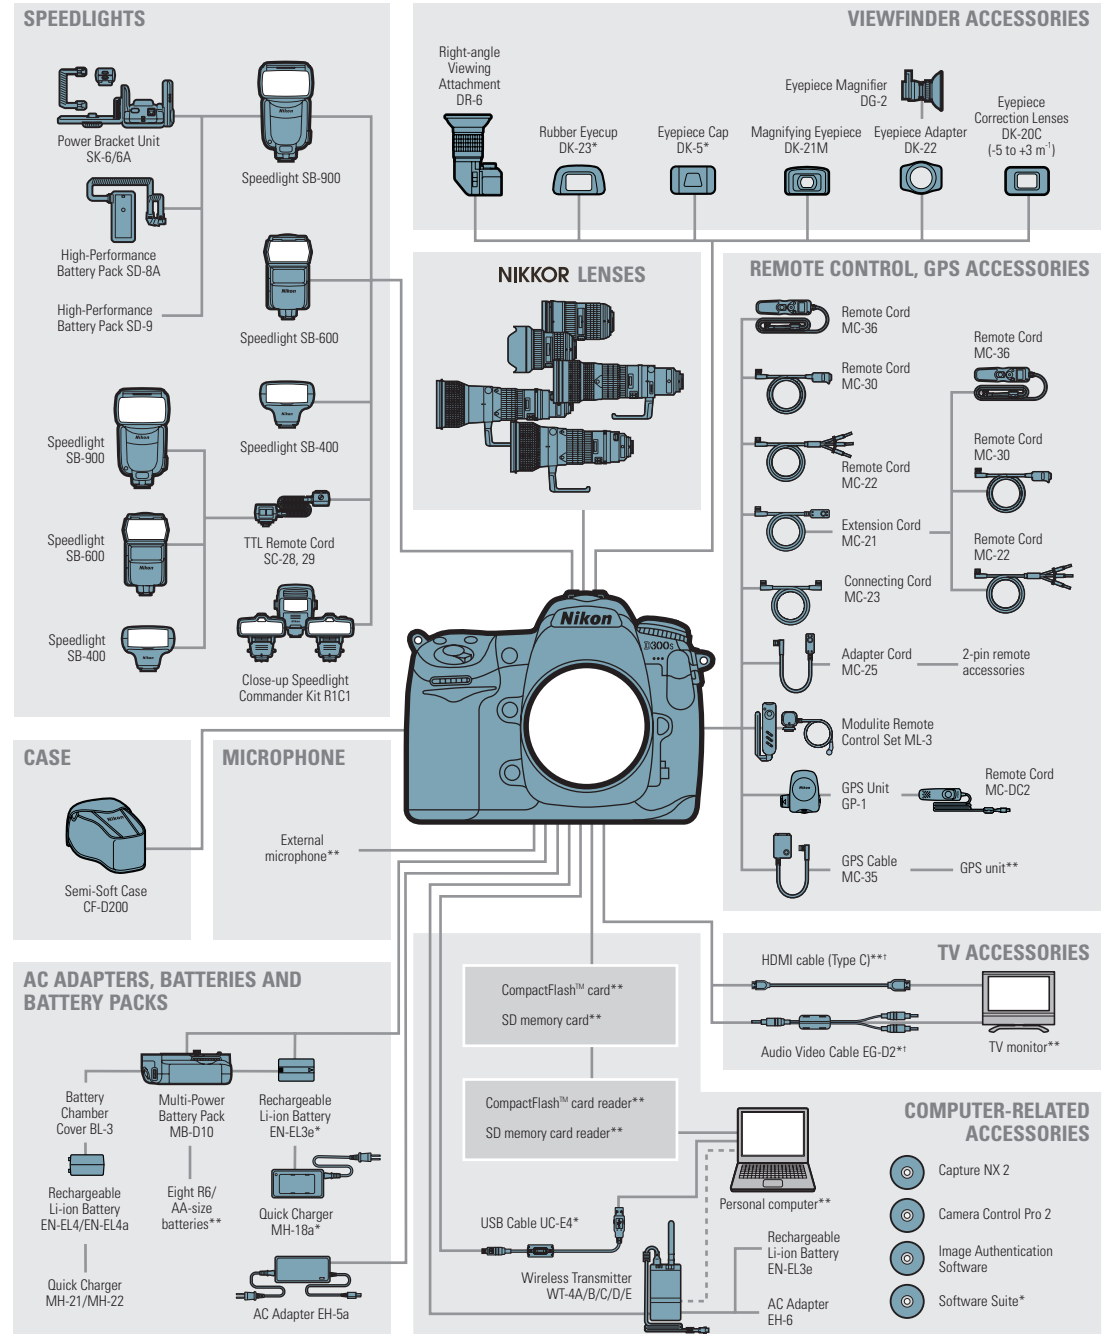 SPEEDLIGHTS
Power Bracket Unit
SK-6/6A
Nikon
Speedlight SB-900
High-Performance
Battery Pack SD-8A
High-Performance
Battery Pack SD-9
Nikon
Speedlight SB-600
Nikon
Speedlight SB-400
Speedlight
SB-900
Nikon
Speedlight
SB-600
Nikon
Speedlight
SB-400
Nikon
TTL Remote Cord
SC-28, 29
Close-up Speedlight
Commander Kit R1C1
VIEWFINDER ACCESSORIES
Right-angle
Viewing
Attachment
DR-6
Rubber Eyecup
DK-23*
Eyepiece Cap
DK-5*
Magnifying Eyepiece
DK-21M
Eyepiece Magnifier
DG-2
Eyepiece Adapter
DK-22
Eyepiece
Correction Lenses
DK-20C
(-5 to +3 m⁻¹)
NIKKOR LENSES
REMOTE CONTROL, GPS ACCESSORIES
Remote Cord
MC-36
Remote Cord
MC-30
Remote Cord
MC-22
Extension Cord
MC-21
Remote Cord
MC-36
Remote Cord
MC-30
Remote Cord
MC-22
Connecting Cord
MC-23
Adapter Cord
MC-25
2-pin remote
accessories
Modulite Remote
Control Set ML-3
GPS Unit
GP-1
Nikon
Remote Cord
MC-DC2
GPS Cable
MC-35
GPS unit**
Nikon
D300s
CASE
Nikon
Semi-Soft Case
CF-D200
MICROPHONE
External
microphone**
AC ADAPTERS, BATTERIES AND
BATTERY PACKS
Battery
Chamber
Cover BL-3
Multi-Power
Battery Pack
MB-D10
Rechargeable
Li-ion Battery
EN-EL3e*
Rechargeable
Li-ion Battery
EN-EL4/EN-EL4a
Eight R6/
AA-size
batteries**
Quick Charger
MH-18a*
Quick Charger
MH-21/MH-22
AC Adapter EH-5a
CompactFlash™ card**
SD memory card**
CompactFlash™ card reader**
SD memory card reader**
TV ACCESSORIES
HDMI cable (Type C)**†
Audio Video Cable EG-D2*†
TV monitor**
COMPUTER-RELATED
ACCESSORIES
Personal computer**
USB Cable UC-E4*
Wireless Transmitter
WT-4A/B/C/D/E
Rechargeable
Li-ion Battery
EN-EL3e
AC Adapter
EH-6
Capture NX 2
Camera Control Pro 2
Image Authentication
Software
Software Suite*